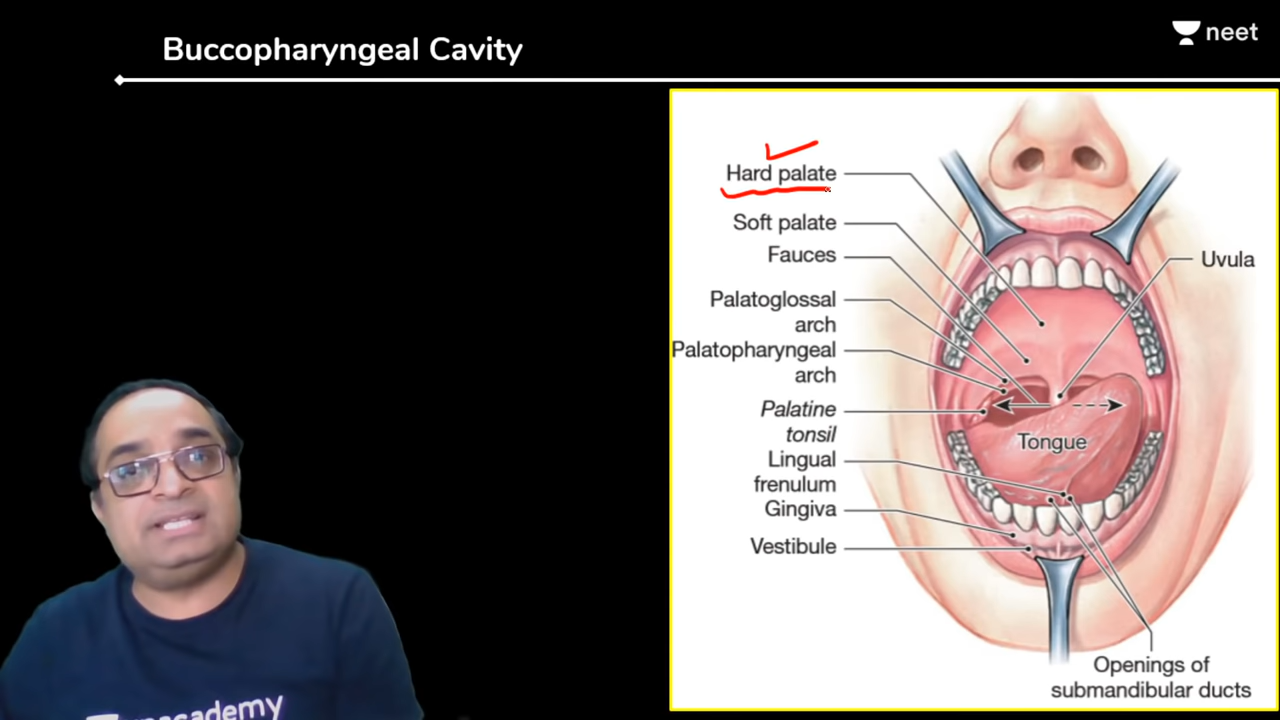 Buccopharyngeal Cavity
neet
Hard palate
Soft palate
Fauces
Uvula
Palatoglossal
arch
Palatopharyngeal
arch
Palatine
tonsil
Tongue
Lingual
frenulum
Gingiva
Vestibule
Openings of
submandibular ducts